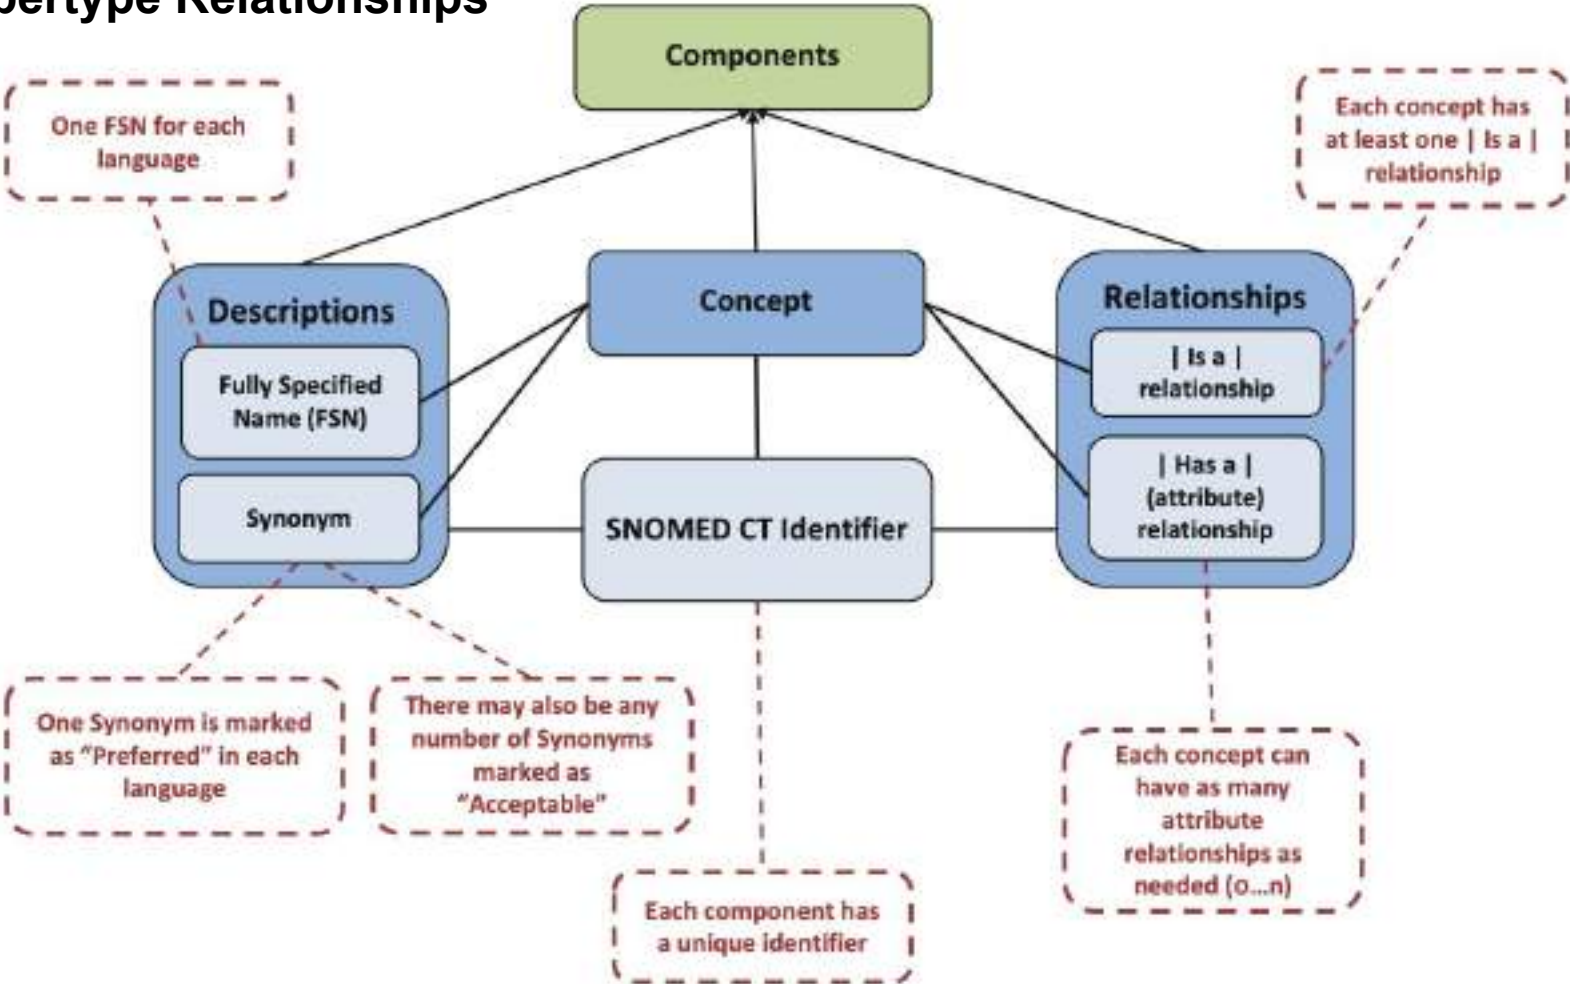 pertype Relationships
Components
One FSN for each
language
Each concept has
at least one | Is a |
relationship
Descriptions
Fully Specified
Name (FSN)
Synonym
Concept
SNOMED CT Identifier
Relationships
| Is a |
relationship
| Has a |
(attribute)
relationship
One Synonym is marked
as “Preferred” in each
language
There may also be any
number of Synonyms
marked as
“Acceptable”
Each component has
a unique identifier
Each concept can
have as many
attribute
relationships as
needed (0…n)